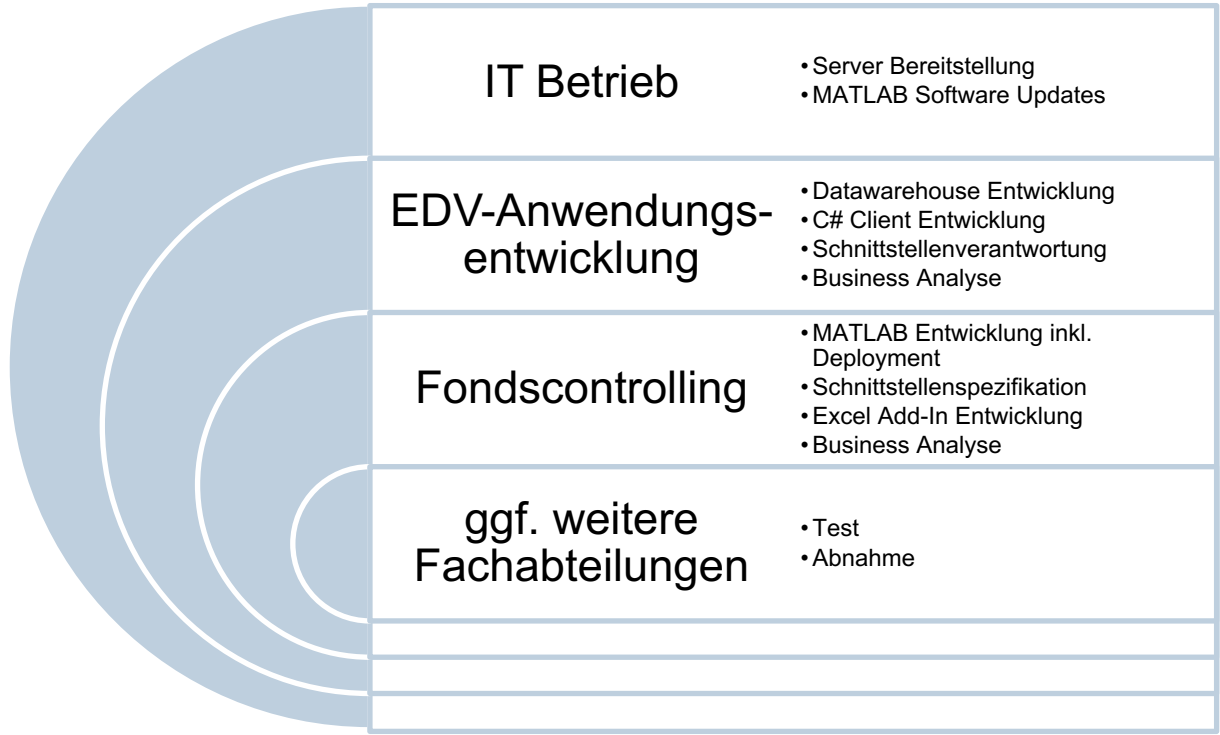 IT Betrieb
• Server Bereitstellung
• MATLAB Software Updates
EDV-Anwendungs-
entwicklung
• Datawarehouse Entwicklung
• C# Client Entwicklung
• Schnittstellenverantwortung
• Business Analyse
Fondscontrolling
• MATLAB Entwicklung inkl.
Deployment
• Schnittstellenspezifikation
• Excel Add-In Entwicklung
• Business Analyse
ggf. weitere
Fachabteilungen
• Test
• Abnahme